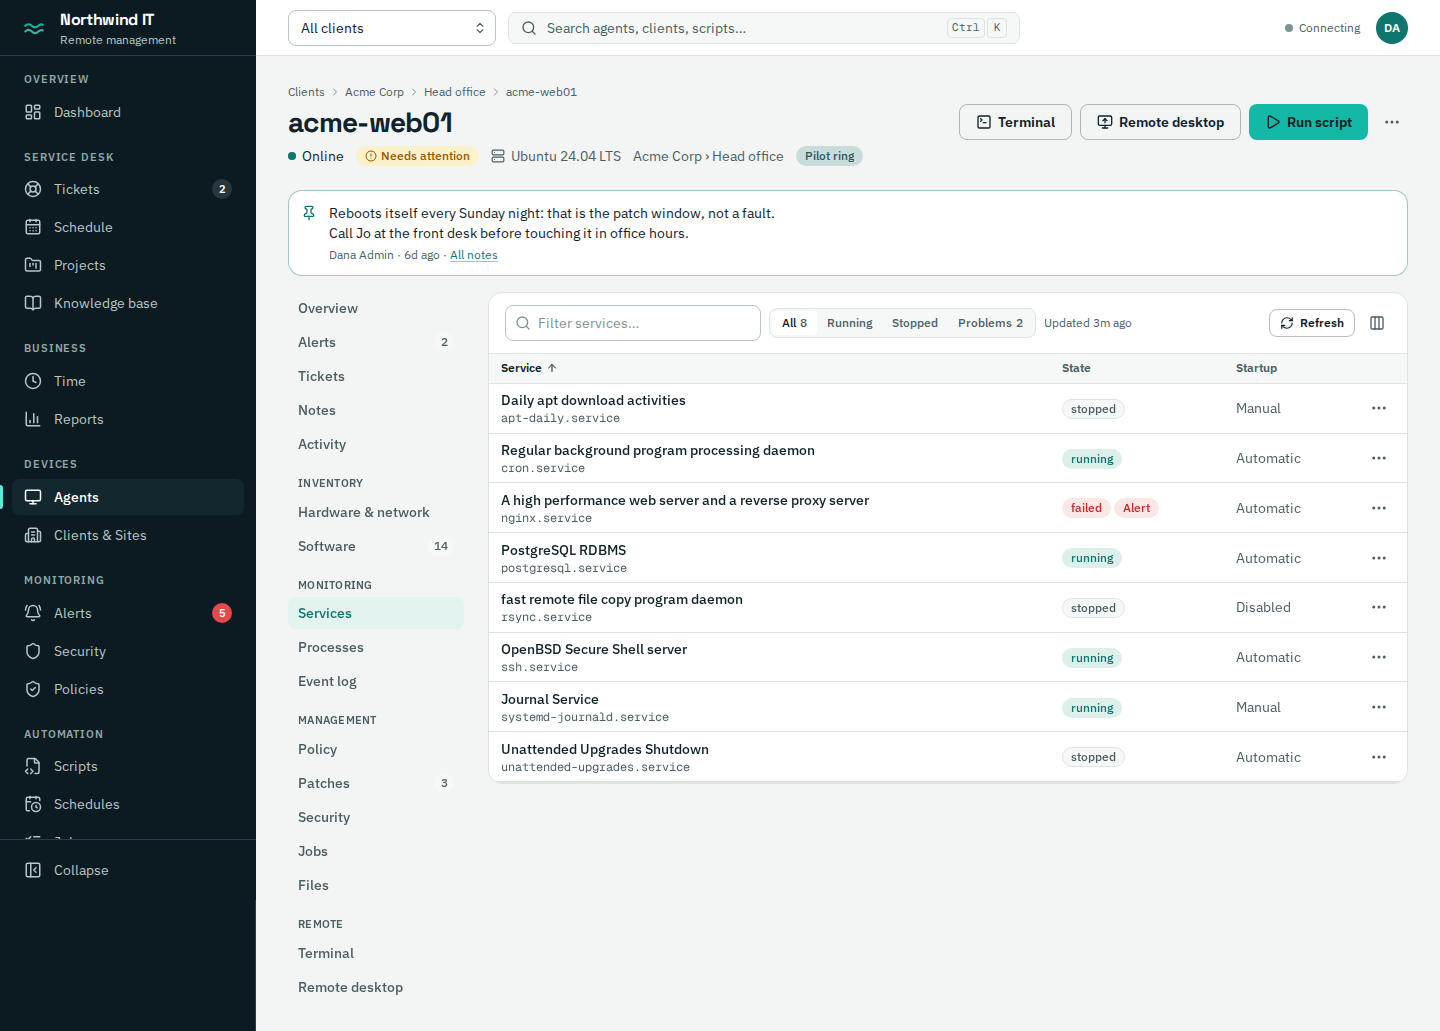 Northwind IT
Remote management
All clients
Search agents, clients, scripts...
Ctrl K
Connecting
DA
OVERVIEW
Dashboard
SERVICE DESK
Tickets 2
Schedule
Projects
Knowledge base
BUSINESS
Time
Reports
DEVICES
Agents
Clients & Sites
MONITORING
Alerts 5
Security
Policies
AUTOMATION
Scripts
Schedules
Collapse
Clients > Acme Corp > Head office > acme-web01
acme-web01
Terminal
Remote desktop
Run script
Online
Needs attention
Ubuntu 24.04 LTS
Acme Corp › Head office
Pilot ring
Reboots itself every Sunday night: that is the patch window, not a fault.
Call Jo at the front desk before touching it in office hours.
Dana Admin · 6d ago · All notes
Overview
Alerts 2
Tickets
Notes
Activity
INVENTORY
Hardware & network
Software 14
MONITORING
Services
Processes
Event log
MANAGEMENT
Policy
Patches 3
Security
Jobs
Files
REMOTE
Terminal
Remote desktop
Filter services...
All 8
Running
Stopped
Problems 2
Updated 3m ago
Refresh
Service State Startup
Daily apt download activities
apt-daily.service
stopped Manual
Regular background program processing daemon
cron.service
running Automatic
A high performance web server and a reverse proxy server
nginx.service
failed Alert Automatic
PostgreSQL RDBMS
postgresql.service
running Automatic
fast remote file copy program daemon
rsync.service
stopped Disabled
OpenBSD Secure Shell server
ssh.service
running Automatic
Journal Service
systemd-journald.service
running Manual
Unattended Upgrades Shutdown
unattended-upgrades.service
stopped Automatic